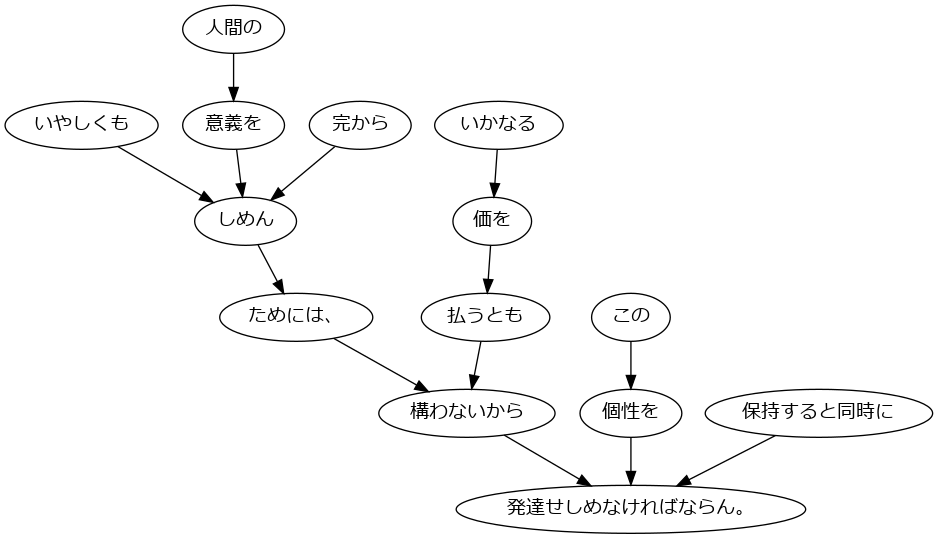 人間の
いやしくも
意義を
完から
いかなる
しめん
価を
ためには、
払うとも
この
構わないから
個性を
保持すると同時に
発達せしめなければならん。